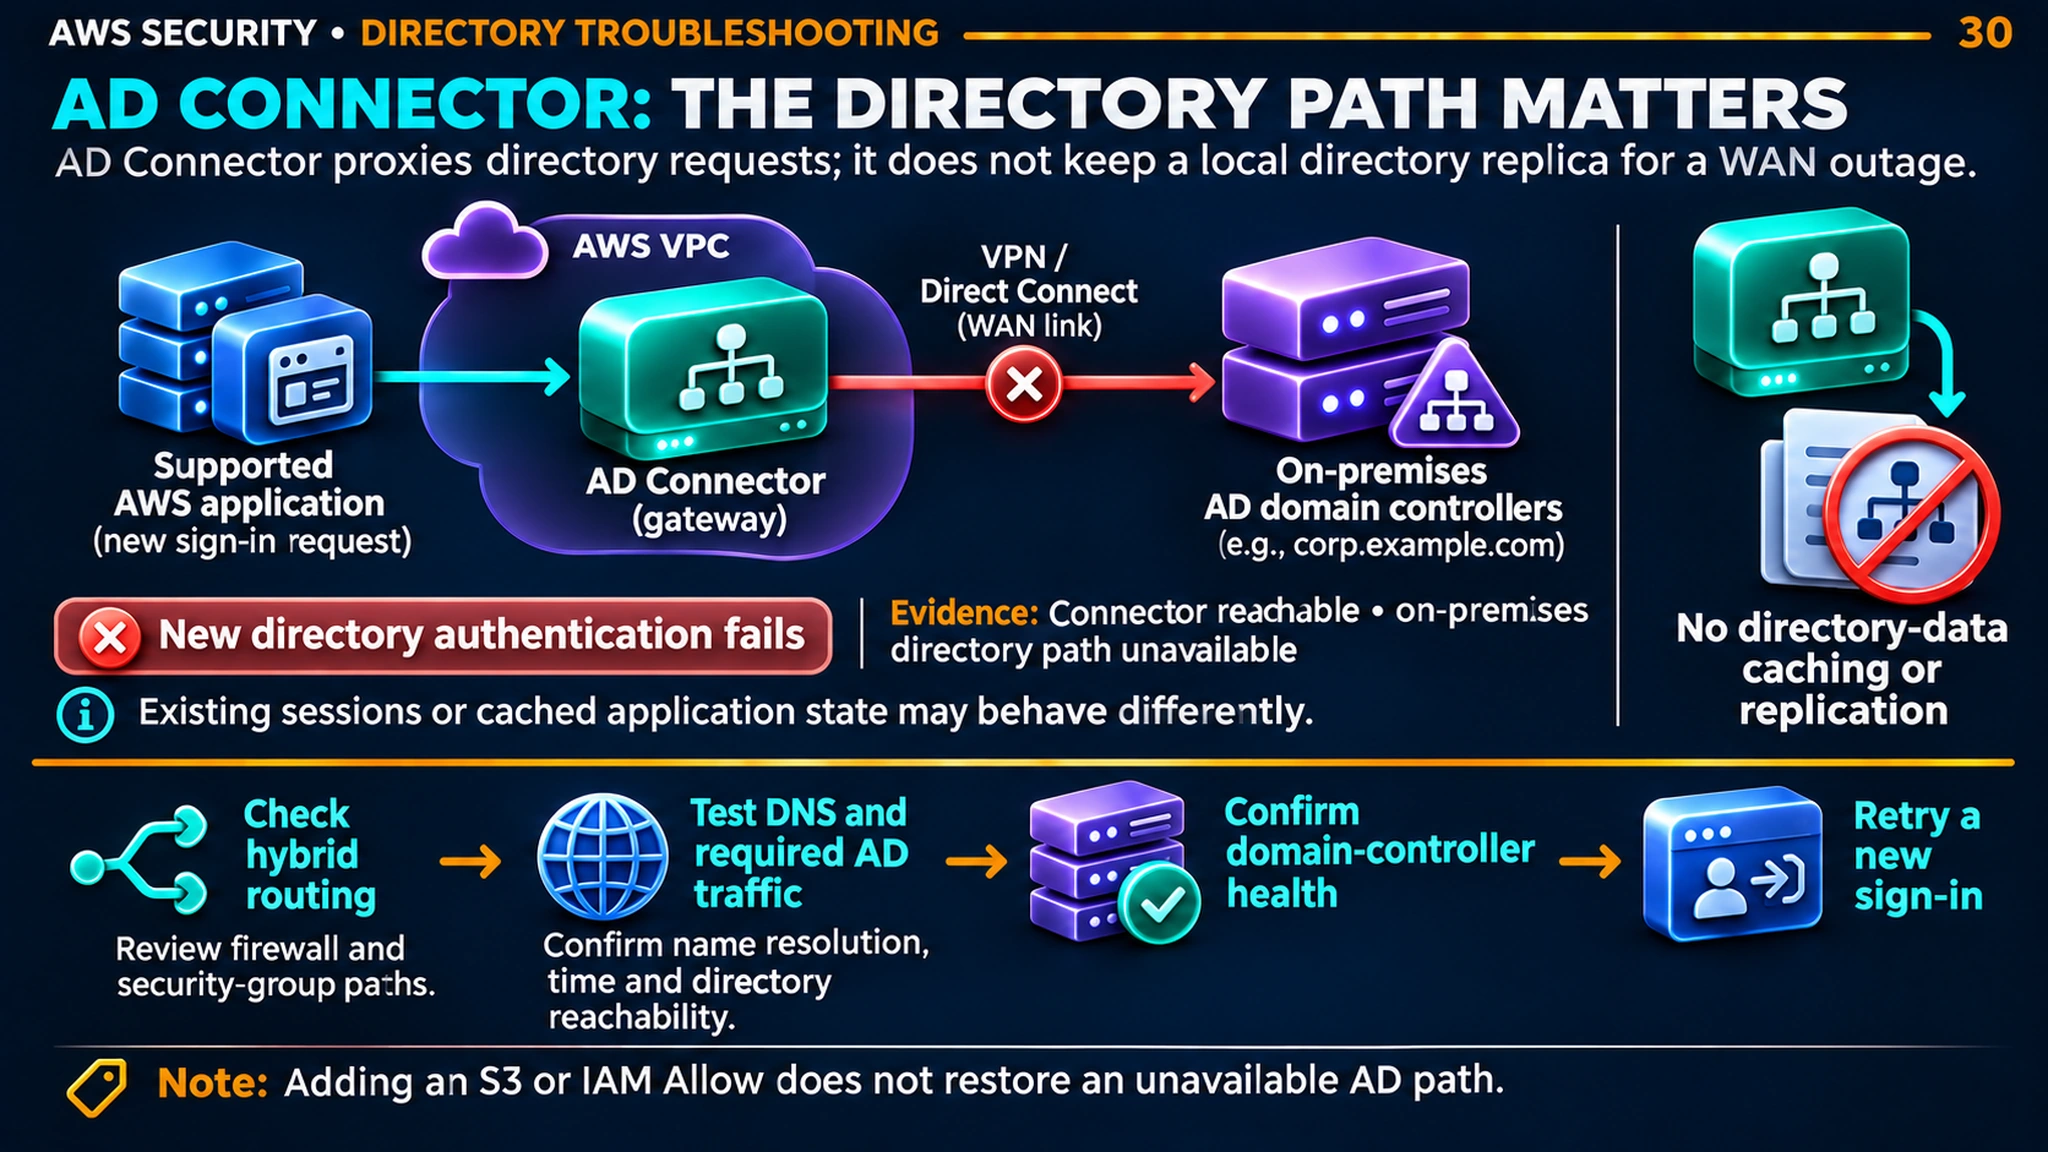 AWS SECURITY • DIRECTORY TROUBLESHOOTING
30
AD CONNECTOR: THE DIRECTORY PATH MATTERS
AD Connector proxies directory requests; it does not keep a local directory replica for a WAN outage.
Supported
AWS application
(new sign-in request)
AWS VPC
AD Connector
(gateway)
VPN /
Direct Connect
(WAN link)
On-premises
AD domain controllers
(e.g., corp.example.com)
No directory-data
caching or
replication
New directory authentication fails
Evidence: Connector reachable • on-premises
directory path unavailable
Existing sessions or cached application state may behave differently.
Check
hybrid
routing
Review firewall and
security-group paths.
Test DNS and
required AD
traffic
Confirm name resolution,
time and directory
reachability.
Confirm
domain-controller
health
Retry a
new
sign-in
Note: Adding an S3 or IAM Allow does not restore an unavailable AD path.